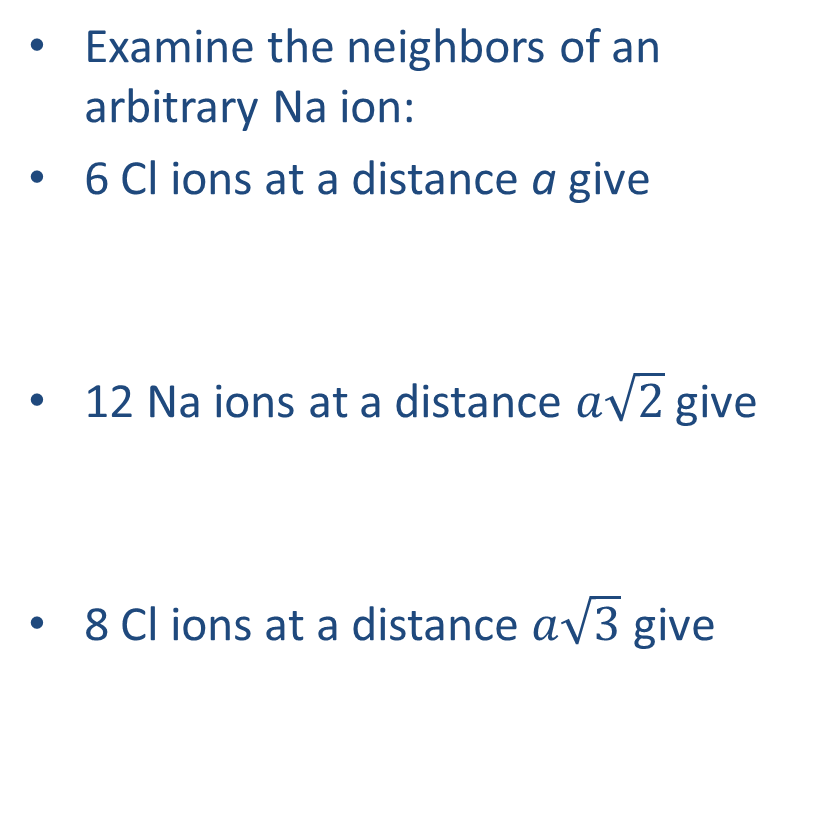 • Examine the neighbors of an
arbitrary Na ion:
• 6 Cl ions at a distance a give
• 12 Na ions at a distance a√2 give
• 8 Cl ions at a distance a√3 give